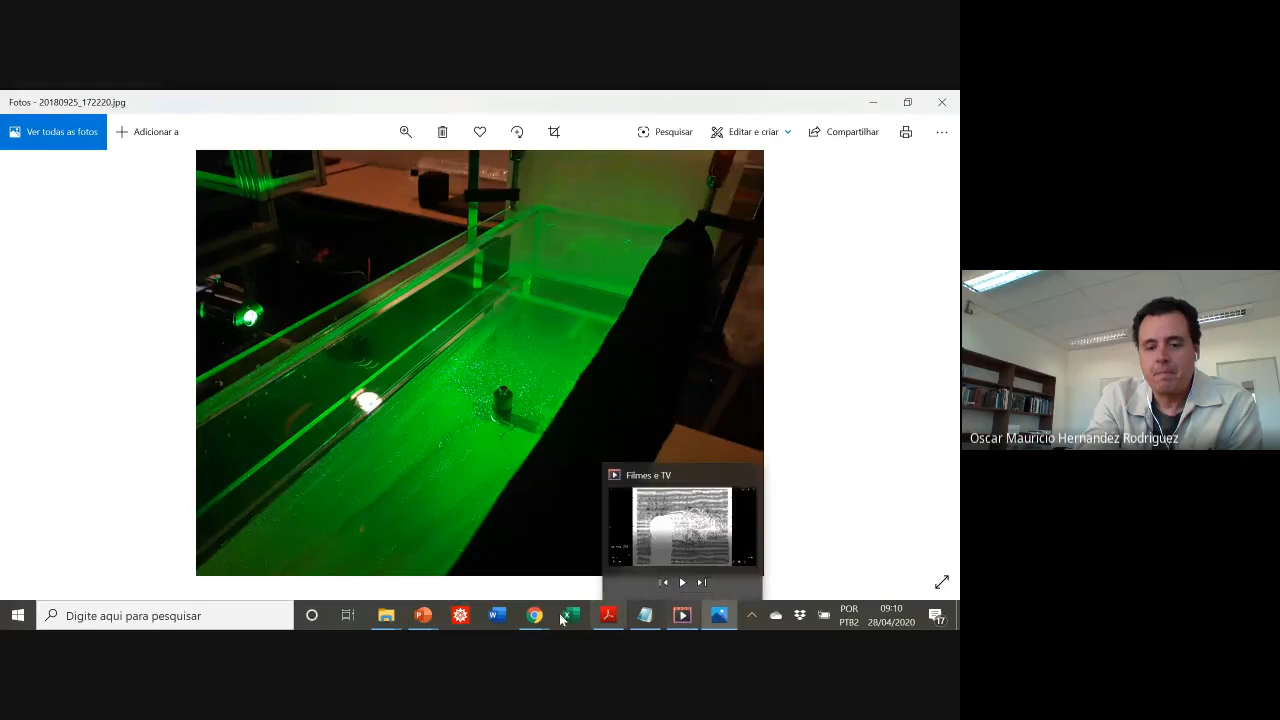 Fotos - 20180925_172220.jpg
Ver todas as fotos
Adicionar a
Pesquisar
Editar e criar
Compartilhar
Oscar Mauricio Hernandez Rodriguez
Filmes e TV
Digite aqui para pesquisar
POR
PTB2
09:10
28/04/2020
17